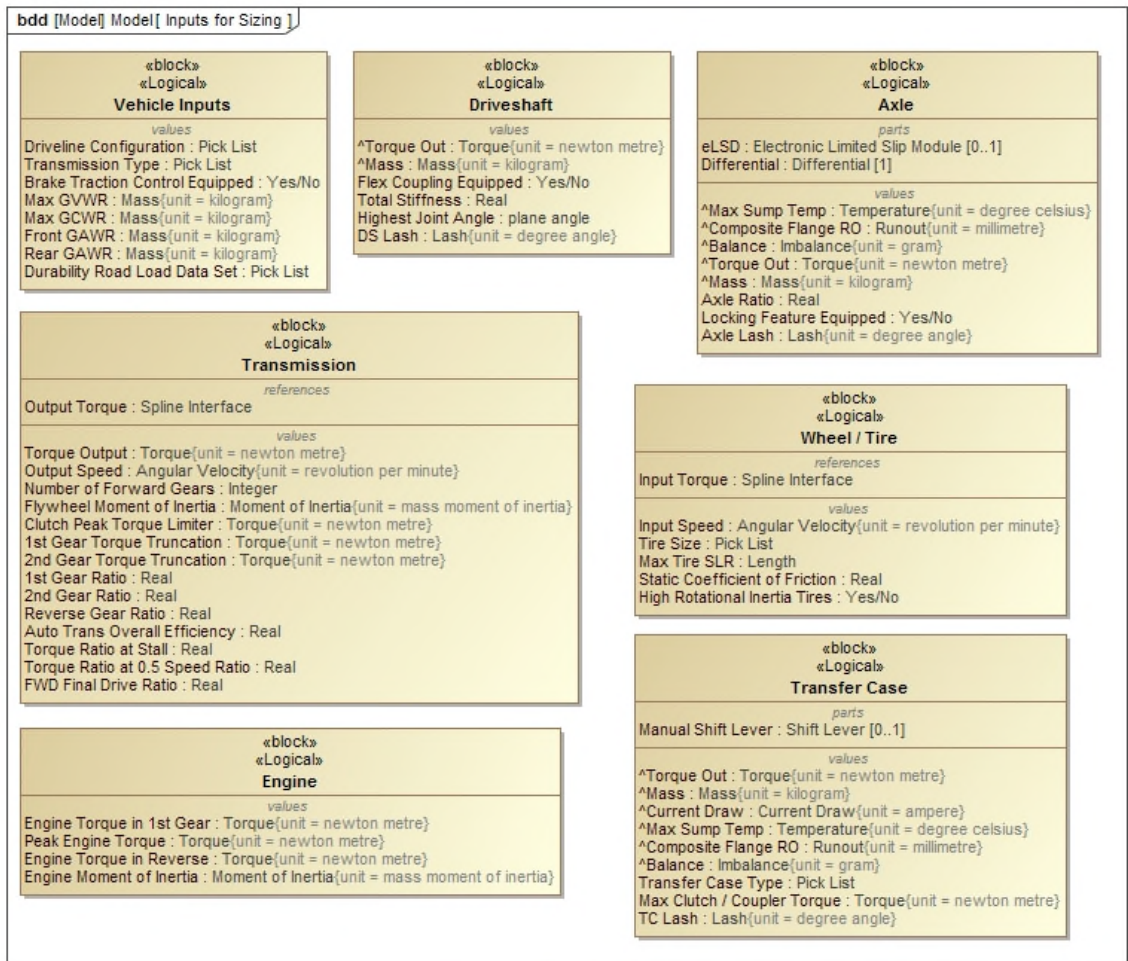 bdd [Model] Model[ Inputs for Sizing ]
«block»
«Logical»
Vehicle Inputs
values
Driveline Configuration : Pick List
Transmission Type : Pick List
Brake Traction Control Equipped : Yes/No
Max GVWR : Mass{unit = kilogram}
Max GCWR : Mass{unit = kilogram}
Front GAWR : Mass{unit = kilogram}
Rear GAWR : Mass{unit = kilogram}
Durability Road Load Data Set : Pick List
«block»
«Logical»
Driveshaft
values
^Torque Out : Torque{unit = newton metre}
^Mass : Mass{unit = kilogram}
Flex Coupling Equipped : Yes/No
Total Stiffness : Real
Highest Joint Angle : plane angle
DS Lash : Lash{unit = degree angle}
«block»
«Logical»
Axle
parts
eLSD : Electronic Limited Slip Module [0..1]
Differential : Differential [1]
values
^Max Sump Temp : Temperature{unit = degree celsius}
^Composite Flange RO : Runout{unit = millimetre}
^Balance : Imbalance{unit = gram}
^Torque Out : Torque{unit = newton metre}
^Mass : Mass{unit = kilogram}
Axle Ratio : Real
Locking Feature Equipped : Yes/No
Axle Lash : Lash{unit = degree angle}
«block»
«Logical»
Transmission
references
Output Torque : Spline Interface
values
Torque Output : Torque{unit = newton metre}
Output Speed : Angular Velocity{unit = revolution per minute}
Number of Forward Gears : Integer
Flywheel Moment of Inertia : Moment of Inertia{unit = mass moment of inertia}
Clutch Peak Torque Limiter : Torque{unit = newton metre}
1st Gear Torque Truncation : Torque{unit = newton metre}
2nd Gear Torque Truncation : Torque{unit = newton metre}
1st Gear Ratio : Real
2nd Gear Ratio : Real
Reverse Gear Ratio : Real
Auto Trans Overall Efficiency : Real
Torque Ratio at Stall : Real
Torque Ratio at 0.5 Speed Ratio : Real
FWD Final Drive Ratio : Real
«block»
«Logical»
Wheel / Tire
references
Input Torque : Spline Interface
values
Input Speed : Angular Velocity{unit = revolution per minute}
Tire Size : Pick List
Max Tire SLR : Length
Static Coefficient of Friction : Real
High Rotational Inertia Tires : Yes/No
«block»
«Logical»
Engine
values
Engine Torque in 1st Gear : Torque{unit = newton metre}
Peak Engine Torque : Torque{unit = newton metre}
Engine Torque in Reverse : Torque{unit = newton metre}
Engine Moment of Inertia : Moment of Inertia{unit = mass moment of inertia}
«block»
«Logical»
Transfer Case
parts
Manual Shift Lever : Shift Lever [0..1]
values
^Torque Out : Torque{unit = newton metre}
^Mass : Mass{unit = kilogram}
^Current Draw : Current Draw{unit = ampere}
^Max Sump Temp : Temperature{unit = degree celsius}
^Composite Flange RO : Runout{unit = millimetre}
^Balance : Imbalance{unit = gram}
Transfer Case Type : Pick List
Max Clutch / Coupler Torque : Torque{unit = newton metre}
TC Lash : Lash{unit = degree angle}